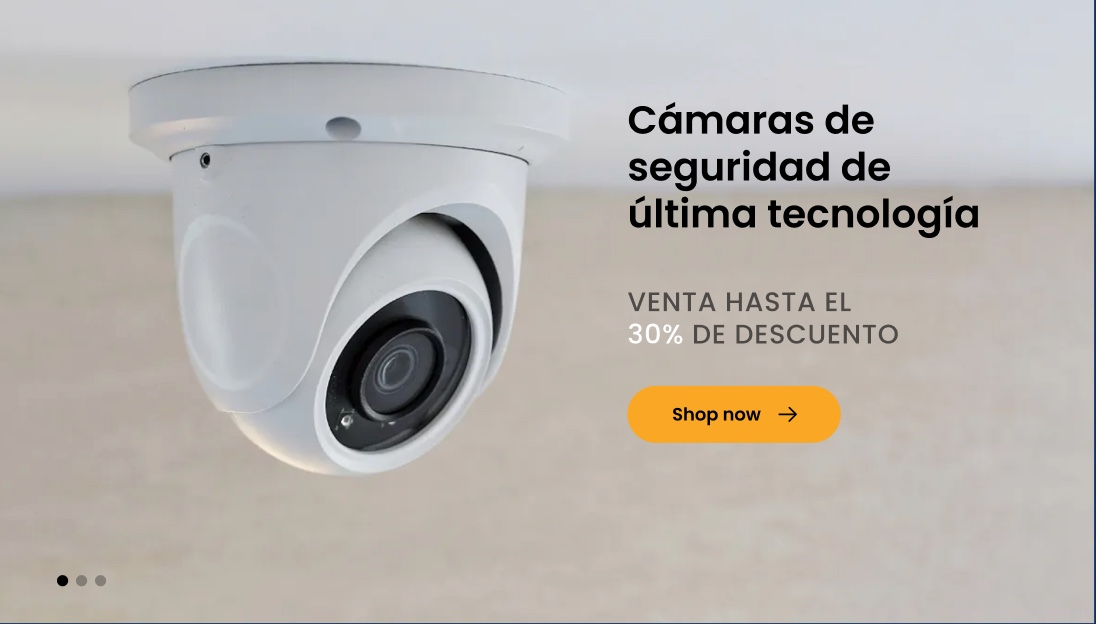 Cámaras de
seguridad de
última tecnología
VENTA HASTA EL
30% DE DESCUENTO
Shop now